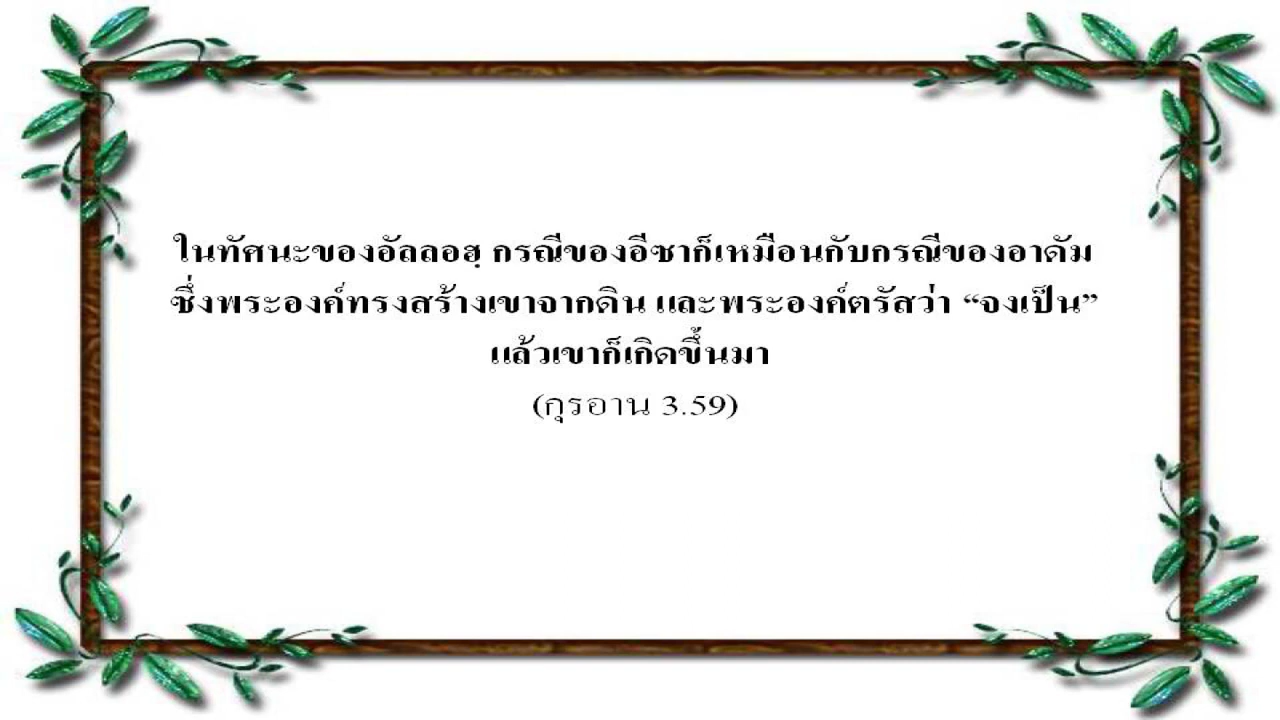 ในทัศนะของอัลลอฮฺ กรณีของอีซาก็เหมือนกับกรณีของอาดัม
ซึ่งพระองค์ทรงสร้างเขาจากดิน และพระองค์ตรัสว่า “จงเป็น”
แล้วเขาก็เกิดขึ้นมา
(กุรอาน 3.59)